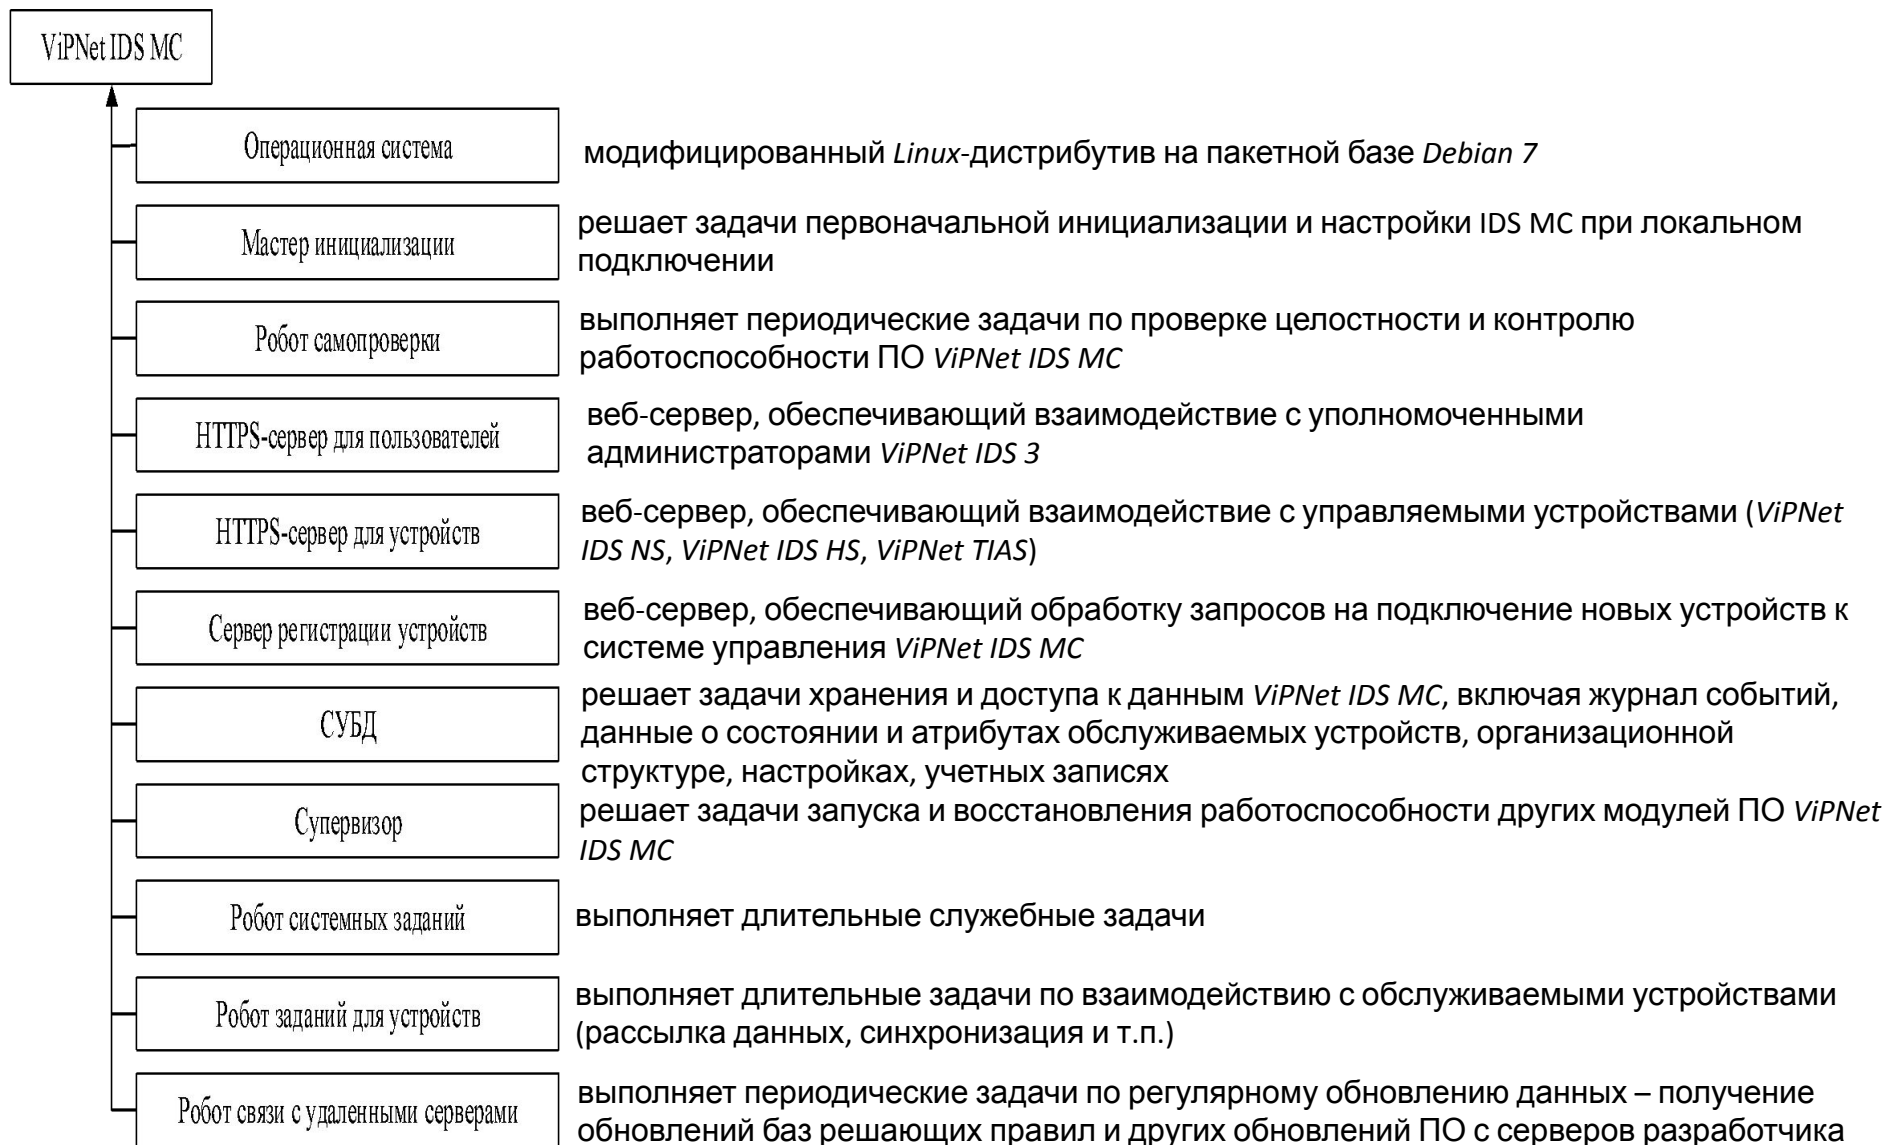 ViPNet IDS MC
Операционная система
модифицированный Linux-дистрибутив на пакетной базе Debian 7
Мастер инициализации
решает задачи первоначальной инициализации и настройки IDS MC при локальном
подключении
Робот самопроверки
выполняет периодические задачи по проверке целостности и контролю
работоспособности ПО ViPNet IDS MC
HTTPS-сервер для пользователей
веб-сервер, обеспечивающий взаимодействие с уполномоченными
администраторами ViPNet IDS 3
HTTPS-сервер для устройств
веб-сервер, обеспечивающий взаимодействие с управляемыми устройствами (ViPNet
IDS NS, ViPNet IDS HS, ViPNet TIAS)
Сервер регистрации устройств
веб-сервер, обеспечивающий обработку запросов на подключение новых устройств к
системе управления ViPNet IDS MC
СУБД
решает задачи хранения и доступа к данным ViPNet IDS MC, включая журнал событий,
данные о состоянии и атрибутах обслуживаемых устройств, организационной
структуре, настройках, учетных записях
Супервизор
решает задачи запуска и восстановления работоспособности других модулей ПО ViPNet
IDS MC
Робот системных заданий
выполняет длительные служебные задачи
Робот заданий для устройств
выполняет длительные задачи по взаимодействию с обслуживаемыми устройствами
(рассылка данных, синхронизация и т.п.)
Робот связи с удаленными серверами
выполняет периодические задачи по регулярному обновлению данных – получение
обновлений баз решающих правил и других обновлений ПО с серверов разработчика